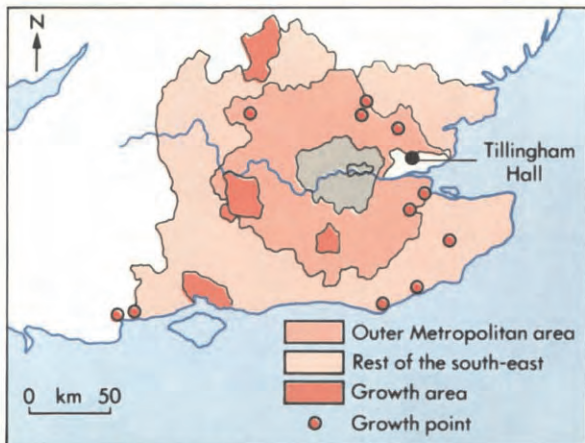 N
Tillingham
Hall
Outer Metropolitan area
Rest of the south-east
Growth area
Growth point
0 km 50